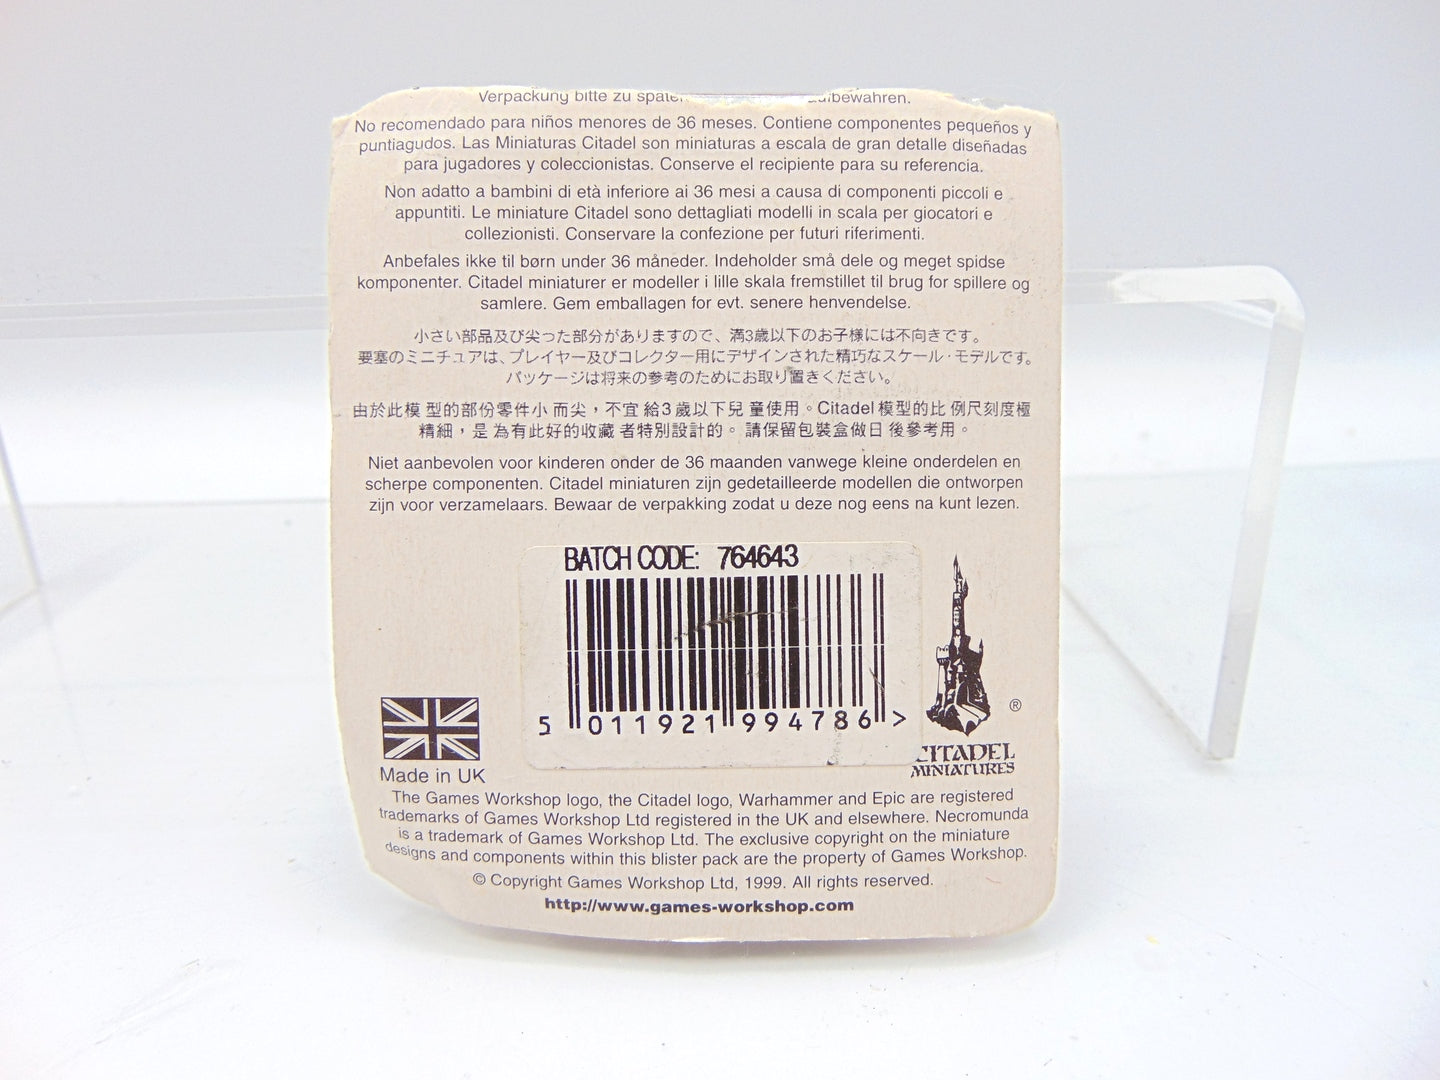 Verpackung bitte zu aufbewahren.
No recomendado para niños menores de 36 meses. Contiene componentes pequeños y
puntiagudos. Las Miniaturas Citadel son miniaturas a escala de gran detalle diseñadas
para jugadores y coleccionistas. Conserve el recipiente para su referencia.
Non adatto a bambini di età inferiore ai 36 mesi a causa di componenti piccoli e
appuntiti. Le miniature Citadel sono dettagliati modelli in scala per giocatori e
collezionisti. Conservare la confezione per futuri riferimenti.
Anbefales ikke til børn under 36 måneder. Indeholder små dele og meget spidse
komponenter. Citadel miniaturer er modeller i lille skala fremstillet til brug for spillere og
samlere. Gem emballagen for evt. senere henvendelse.
小さい部品及び尖った部分がありますので、満3歳以下のお子様には不向きです。
要塞のミニチュアは、プレイヤー及びコレクター用にデザインされた精巧なスケール・モデルです。
パッケージは将来の参考のためにお取り置きください。
由於此模型的部份零件小而尖，不宜給3歲以下兒童使用。Citadel模型的比例尺刻度極
精細，是為有此好的收藏者特別設計的。請保留包裝盒做日後參考用。
Niet aanbevolen voor kinderen onder de 36 maanden vanwege kleine onderdelen en
scherpe componenten. Citadel miniaturen zijn gedetailleerde modellen die ontworpen
zijn voor verzamelaars. Bewaar de verpakking zodat u deze nog eens na kunt lezen.
BATCH CODE: 764643
5 011921 994786 >
®
CITADEL
MINIATURES
Made in UK
The Games Workshop logo, the Citadel logo, Warhammer and Epic are registered
trademarks of Games Workshop Ltd registered in the UK and elsewhere. Necromunda
is a trademark of Games Workshop Ltd. The exclusive copyright on the miniature
designs and components within this blister pack are the property of Games Workshop.
© Copyright Games Workshop Ltd, 1999. All rights reserved.
http://www.games-workshop.com